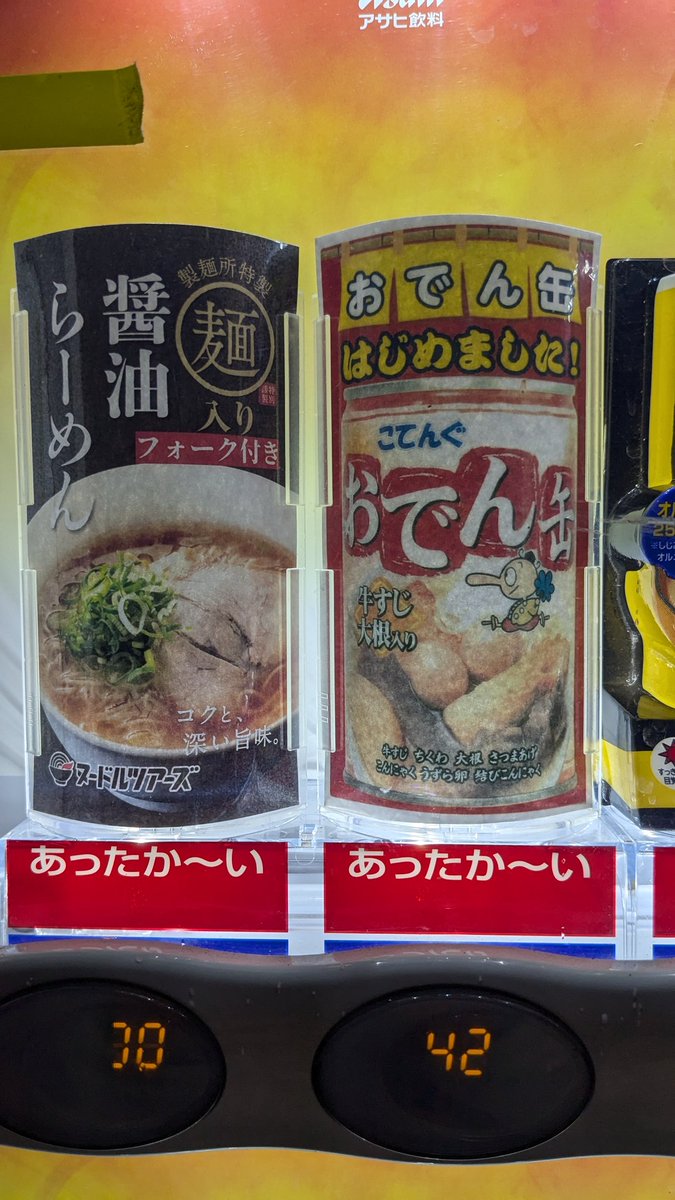 Asahi
アサヒ飲料
製麺所特製
麺
入り
醤油
らーめん
フォーク付き
コクと、
深い旨味。
ヌードルツアーズ
おでん缶
はじめました!
こてんぐ
おでん缶
牛すじ
大根入り
牛すじ ちくわ 大根 さつまあげ
こんにゃく うずら卵 結びこんにゃく
あったか〜い
あったか〜い
42